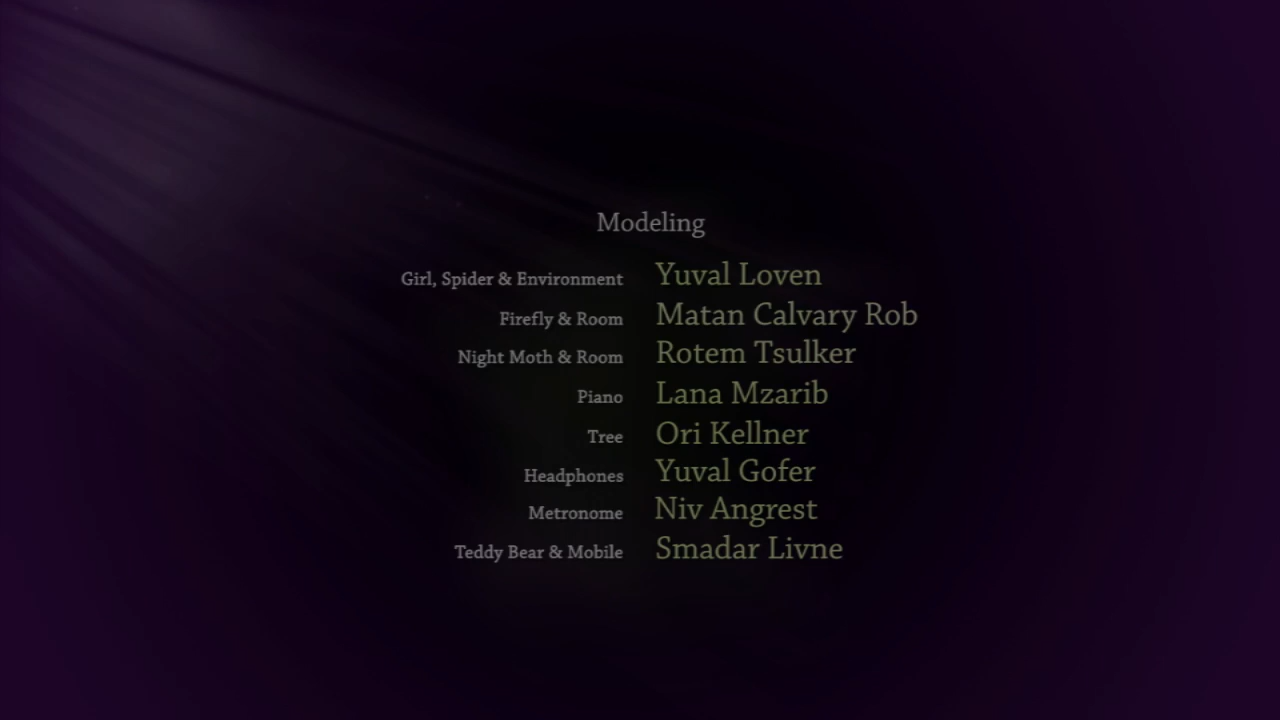 Modeling
Girl, Spider & Environment Yuval Loven
Firefly & Room Matan Calvary Rob
Night Moth & Room Rotem Tsulker
Piano Lana Mzarib
Tree Ori Kellner
Headphones Yuval Gofer
Metronome Niv Angrest
Teddy Bear & Mobile Smadar Livne